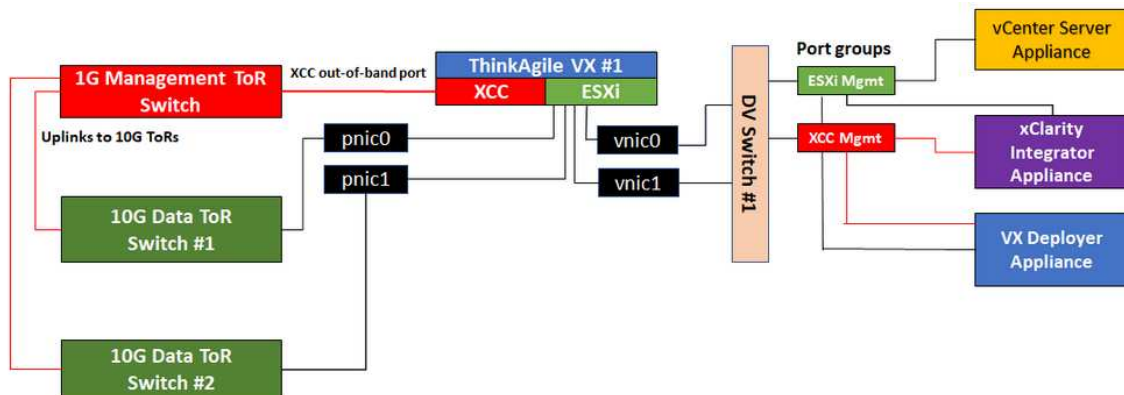 vCenter Server
Appliance
Port groups
ThinkAgile VX #1
XCC
ESXi
XCC out-of-band port
1G Management ToR
Switch
ESXi Mgmt
Uplinks to 10G ToRs
pnic0
vnic0
XCC Mgmt
xClarity
Integrator
Appliance
pnic1
vnic1
DV Switch #1
10G Data ToR
Switch #1
VX Deployer
Appliance
10G Data ToR
Switch #2